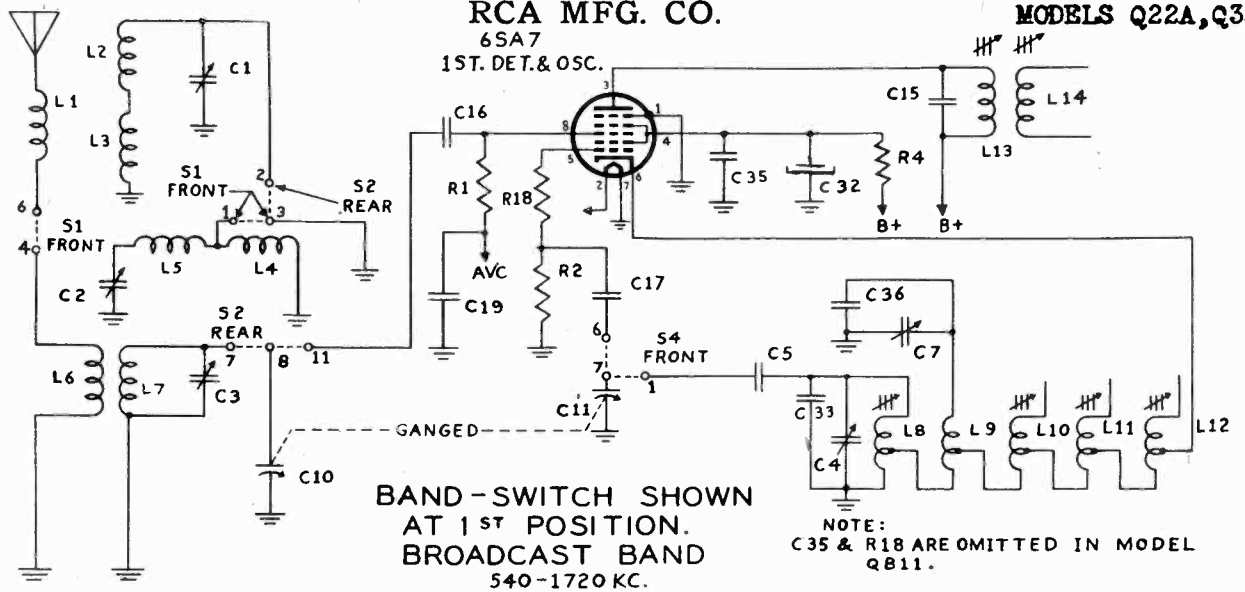 RCA MFG. CO.
MODELS Q22A, Q3
6SA7
1ST. DET. & OSC.
L2
C1
L1
L3
C16
C15
L14
L13
3
1
8
4
5
2
7
6
S1
FRONT
2
S2
REAR
1
3
R1
R18
C35
C32
R4
B+
B+
6
S1
4
FRONT
L5
L4
C2
AVC
R2
C17
C19
C36
C7
S2
REAR
7
8
11
6
S4
FRONT
7
1
C5
L6
L7
C3
C11
C33
GANGED
C4
L8
L9
L10
L11
L12
C10
BAND-SWITCH SHOWN
AT 1ST POSITION.
BROADCAST BAND
540-1720 KC.
NOTE:
C35 & R18 ARE OMITTED IN MODEL
QB11.